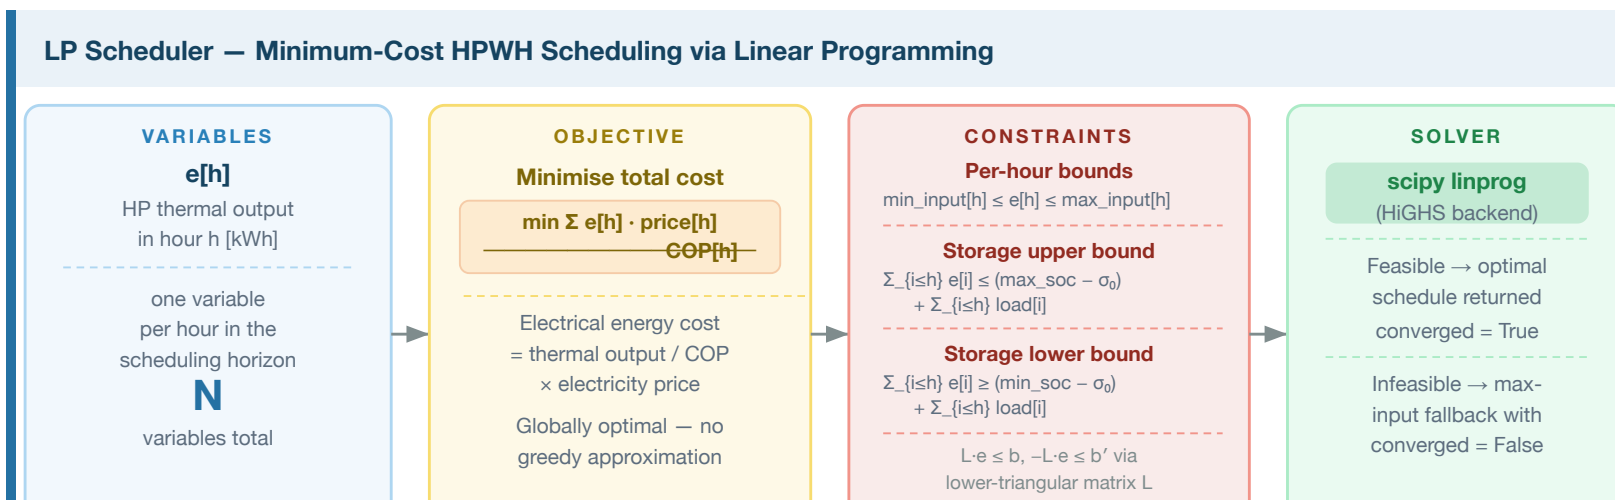 LP Scheduler — Minimum-Cost HPWH Scheduling via Linear Programming
VARIABLES
e[h]
HP thermal output
in hour h [kWh]
one variable
per hour in the
scheduling horizon
N
variables total
OBJECTIVE
Minimise total cost
min Σ e[h] · price[h]
COP[h]
Electrical energy cost
= thermal output / COP
× electricity price
Globally optimal — no
greedy approximation
CONSTRAINTS
Per-hour bounds
min_input[h] ≤ e[h] ≤ max_input[h]
Storage upper bound
Σ_{i≤h} e[i] ≤ (max_soc − σ₀)
+ Σ_{i≤h} load[i]
Storage lower bound
Σ_{i≤h} e[i] ≥ (min_soc − σ₀)
+ Σ_{i≤h} load[i]
L·e ≤ b, −L·e ≤ b′ via
lower-triangular matrix L
SOLVER
scipy linprog
(HiGHS backend)
Feasible → optimal
schedule returned
converged = True
Infeasible → max-
input fallback with
converged = False